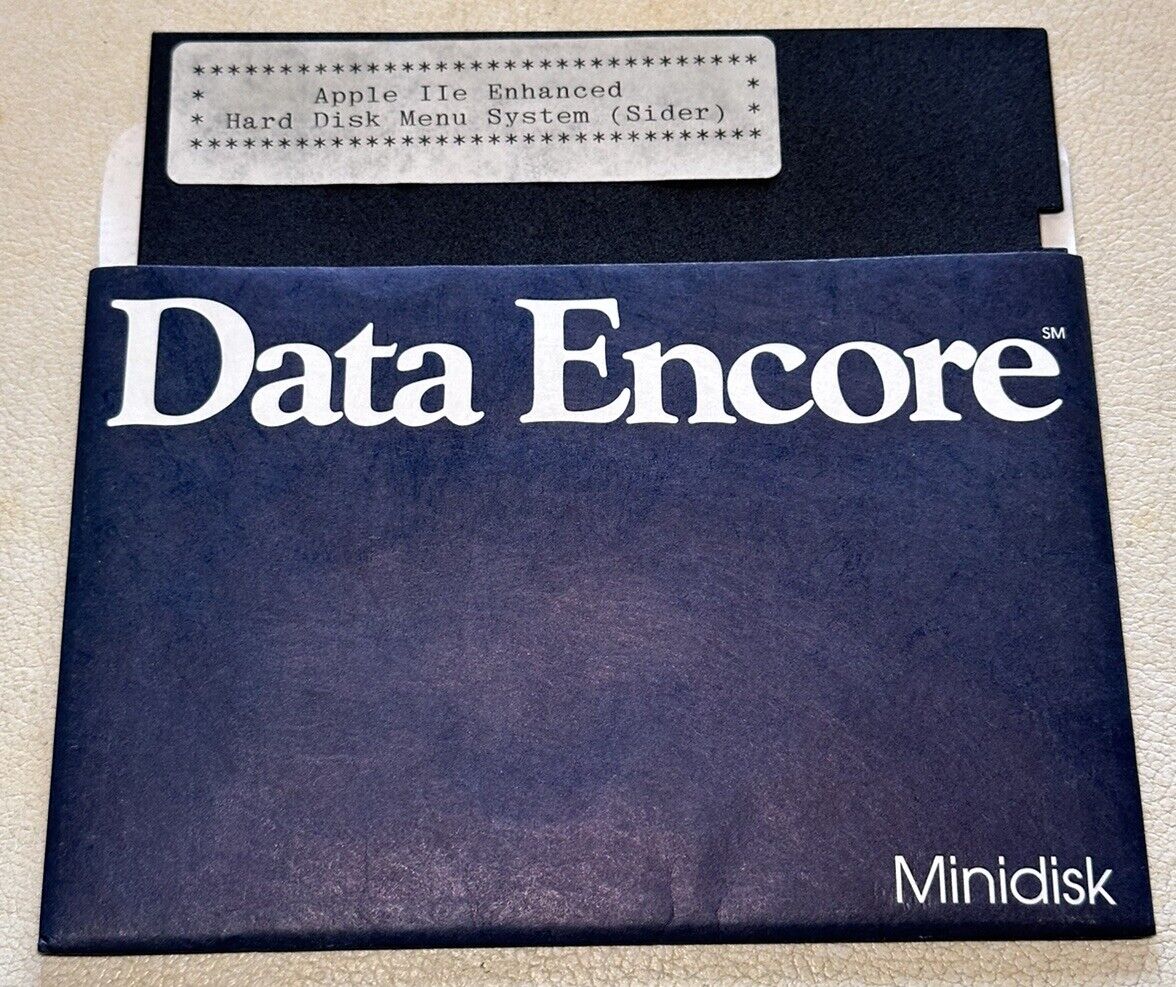 *******************************
* Apple IIe Enhanced *
* Hard Disk Menu System (Sider) *
*******************************
Data Encore SM
Minidisk